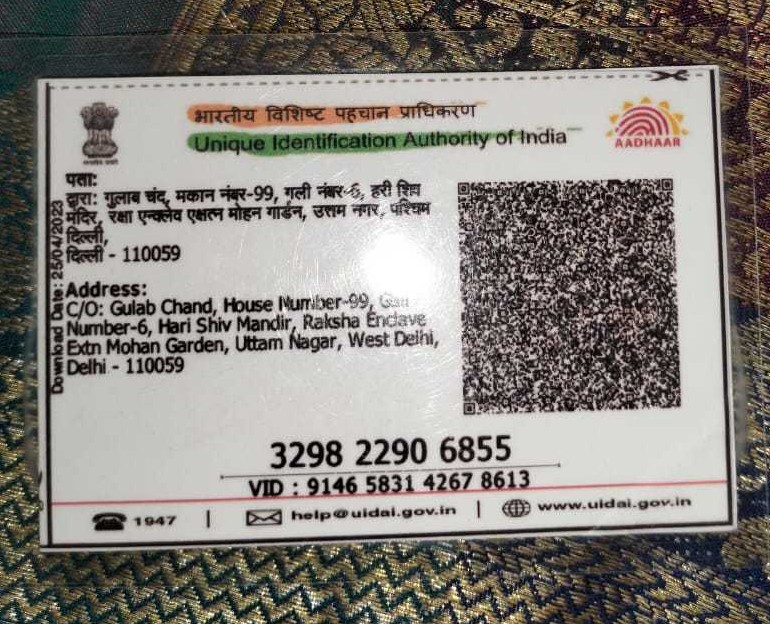 भारतीय विशिष्ट पहचान प्राधिकरण
Unique Identification Authority of India
AADHAAR
पता:
द्वारा: गुलाब चंद, मकान नंबर-99, गली नंबर-6, हरी शिव
मंदिर, रक्षा एन्क्लेव एक्षत्न मोहन गार्डन, उत्तम नगर, पश्चिम
दिल्ली,
दिल्ली - 110059
Address:
C/O: Gulab Chand, House Number-99, Gali
Number-6, Hari Shiv Mandir, Raksha Enclave
Extn Mohan Garden, Uttam Nagar, West Delhi,
Delhi - 110059
Download Date: 25/04/2023
3298 2290 6855
VID : 9146 5831 4267 8613
1947 | help@uidai.gov.in | www.uidai.gov.in